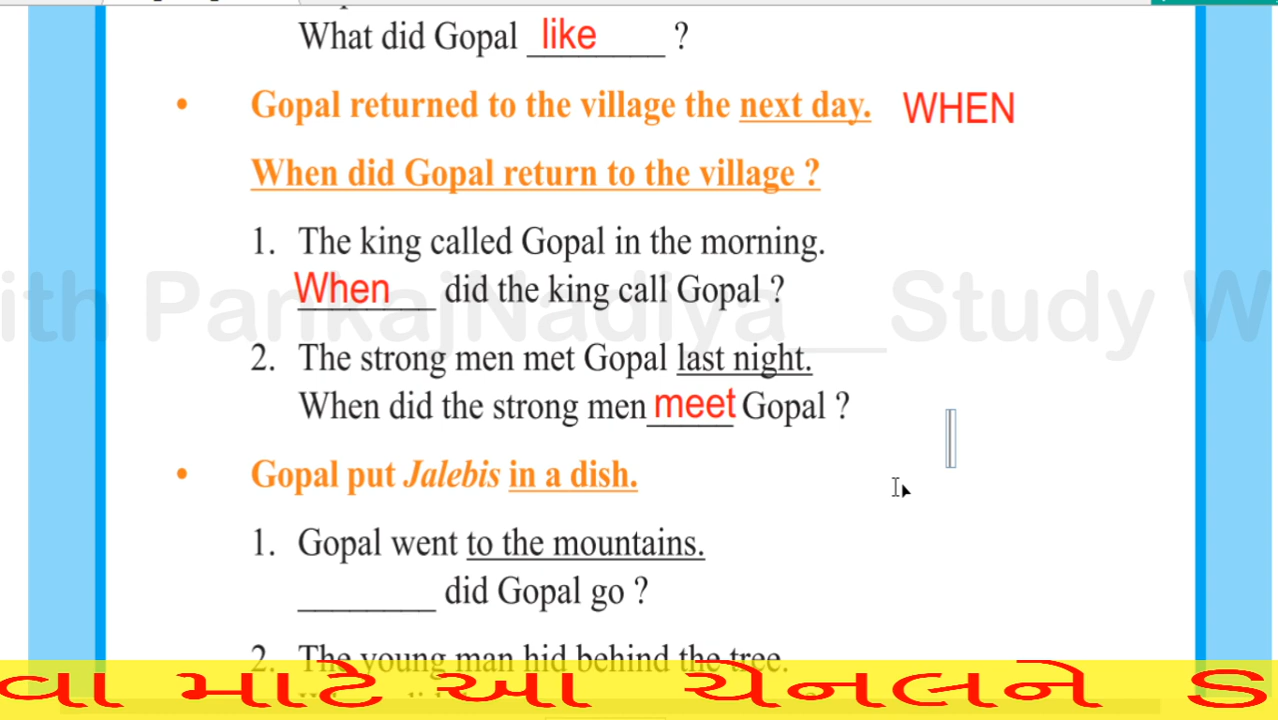 What did Gopal like ?
• Gopal returned to the village the next day. WHEN
When did Gopal return to the village ?
1. The king called Gopal in the morning.
When did the king call Gopal ?
ith PankajNadiya__Study W
2. The strong men met Gopal last night.
When did the strong men meet Gopal ?
• Gopal put Jalebis in a dish.
1. Gopal went to the mountains.
________ did Gopal go ?
2. The young man hid behind the tree.
વા માટે આ ચેનલને S